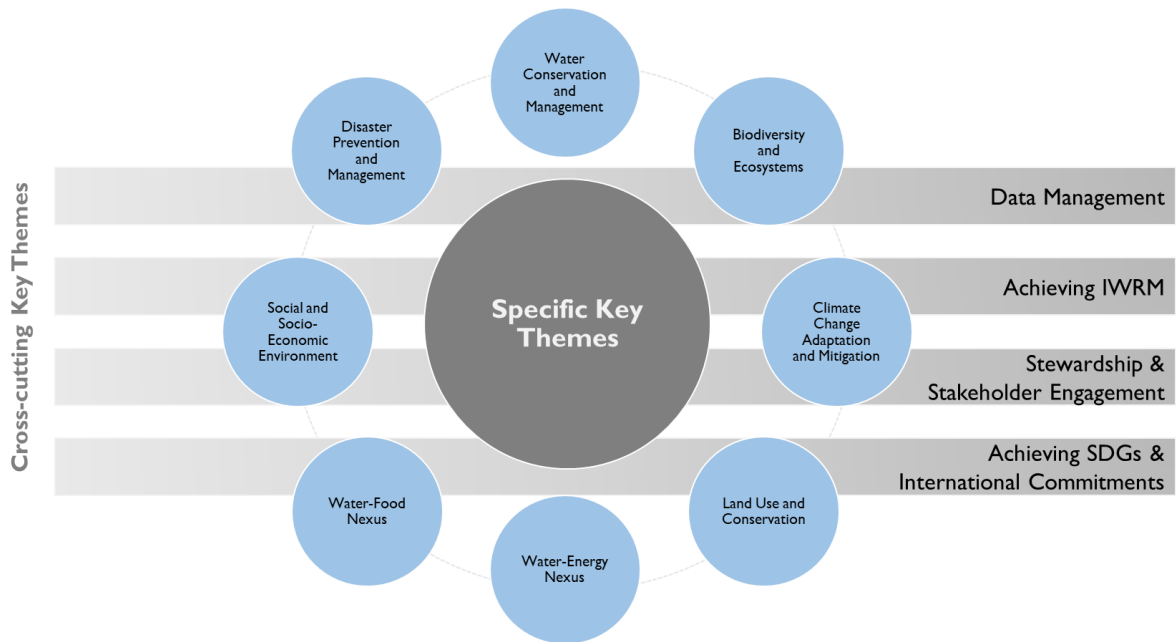 Water
Conservation
and
Management
Disaster
Prevention
and
Management
Biodiversity
and
Ecosystems
Cross-cutting Key Themes
Data Management
Achieving IWRM
Social and
Socio-
Economic
Environment
Specific Key
Themes
Climate
Change
Adaptation
and Mitigation
Stewardship &
Stakeholder Engagement
Achieving SDGs &
International Commitments
Water-Food
Nexus
Land Use and
Conservation
Water-Energy
Nexus